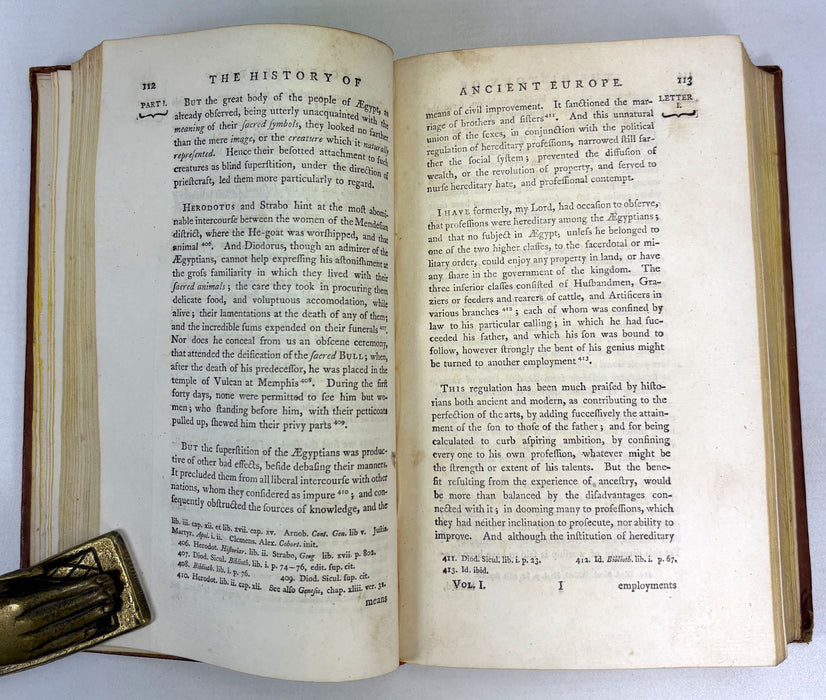 112 THE HISTORY OF
PART I.
BUT the great body of the people of Ægypt, as
already obſerved, being utterly unacquainted with the
meaning of their ſacred ſymbols, they looked no farther
than the mere image, or the creature which it naturally
repreſented. Hence their beſotted attachment to ſuch
creatures as blind ſuperſtition, under the direction of
prieſtcraft, led them more particularly to regard.
HERODOTUS and Strabo hint at the moſt abomi-
nable intercourſe between the women of the Mendeſian
diſtrict, where the He-goat was worſhipped, and that
animal 406. And Diodorus, though an admirer of the
Ægyptians, cannot help expreſſing his aſtoniſhment at
the groſs familiarity in which they lived with their
ſacred animals; the care they took in procuring them
delicate food, and voluptuous accomodation, while
alive; their lamentations at the death of any of them;
and the incredible ſums expended on their funerals 407.
Nor does he conceal from us an obſcene ceremony,
that attended the deification of the ſacred BULL; when,
after the death of his predeceſſor, he was placed in the
temple of Vulcan at Memphis 408. During the firſt
forty days, none were permitted to ſee him but wo-
men; who ſtanding before him, with their petticoats
pulled up, ſhewed him their privy parts 409.
BUT the ſuperſtition of the Ægyptians was produc-
tive of other bad effects, beſide debaſing their manners.
It precluded them from all liberal intercourſe with other
nations, whom they conſidered as impure 410; and con-
ſequently obſtructed the ſources of knowledge, and the
lib. iii. cap. xii. et lib. xvii. cap. xv. Arnob. Cont. Gen. lib v. Juſtin.
Martyr. Apol. i. ii. Clemens. Alex. Cohort. init.
406. Herodot. Hiſtoriar. lib. ii. Strabo, Geog. lib. xvii. p. 802.
407. Diod. Sicul. Biblioth. lib. i. p. 74—76, edit. ſup. cit.
408. Biblioth. lib. i. p. 76. 409. Diod. Sicul. ſup. cit.
410. Herodot. lib. ii. cap. xli. See alſo Geneſis, chap. xliii. ver. 32.
means
ANCIENT EUROPE. 113
LETTER
I.
means of civil improvement. It ſanctioned the mar-
riage of brothers and ſiſters 411. And this unnatural
union of the ſexes, in conjunction with the political
regulation of hereditary profeſſions, narrowed ſtill far-
ther the ſocial ſyſtem; prevented the diffuſion of
wealth, or the revolution of property, and ſerved to
nurſe hereditary hate, and profeſſional contempt.
I HAVE formerly, my Lord, had occaſion to obſerve,
that profeſſions were hereditary among the Ægyptians;
and that no ſubject in Ægypt, unleſs he belonged to
one of the two higher claſſes, to the ſacerdotal or mi-
litary order, could enjoy any property in land, or have
any ſhare in the government of the kingdom. The
three inferior claſſes conſiſted of Huſbandmen, Gra-
ziers or feeders and rearers of cattle, and Artificers in
various branches 412; each of whom was confined by
law to his particular calling; in which he had ſuc-
ceeded his father, and which his ſon was bound to
follow, however ſtrongly the bent of his genius might
be turned to another employment 413.
THIS regulation has been much praiſed by hiſto-
rians both ancient and modern, as contributing to the
perfection of the arts, by adding ſucceſſively the attain-
ment of the ſon to thoſe of the father; and for being
calculated to curb aſpiring ambition, by confining
every one to his own profeſſion, whatever might be
the ſtrength or extent of his talents. But the bene-
fit reſulting from the experience of anceſtry, would
be more than balanced by the diſadvantages con-
nected with it; in dooming many to profeſſions, which
they had neither inclination to proſecute, nor ability to
improve. And although the inſtitution of hereditary
411. Diod. Sicul. lib. i. p. 23. 412. Id. Biblioth. lib. i. p. 67.
413. Id. ibid.
VOL. I. I employments